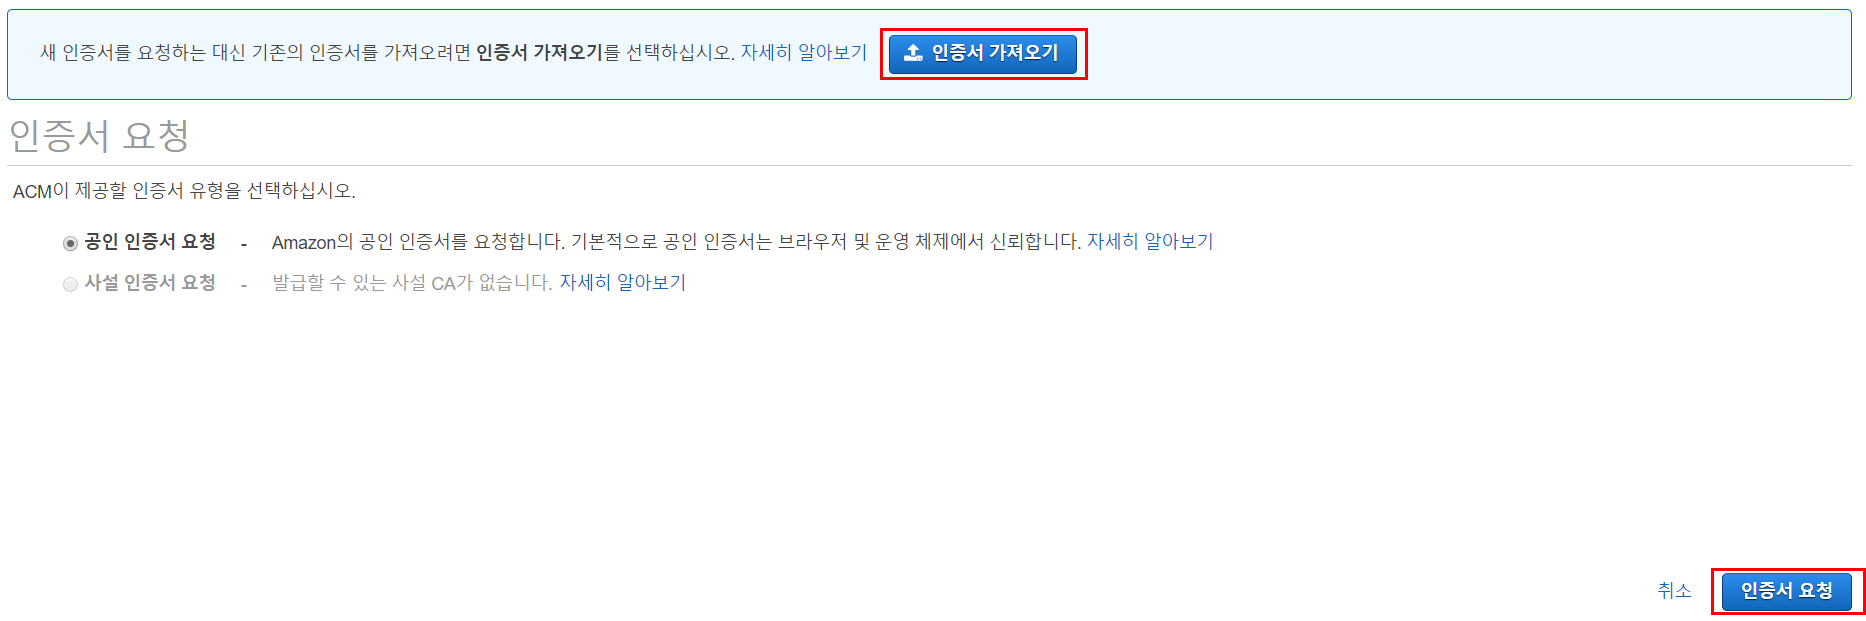 새 인증서를 요청하는 대신 기존의 인증서를 가져오려면 인증서 가져오기를 선택하십시오. 자세히 알아보기 인증서 가져오기
인증서 요청
ACM이 제공할 인증서 유형을 선택하십시오.
공인 인증서 요청 - Amazon의 공인 인증서를 요청합니다. 기본적으로 공인 인증서는 브라우저 및 운영 체제에서 신뢰합니다. 자세히 알아보기
사설 인증서 요청 - 발급할 수 있는 사설 CA가 없습니다. 자세히 알아보기
취소 인증서 요청